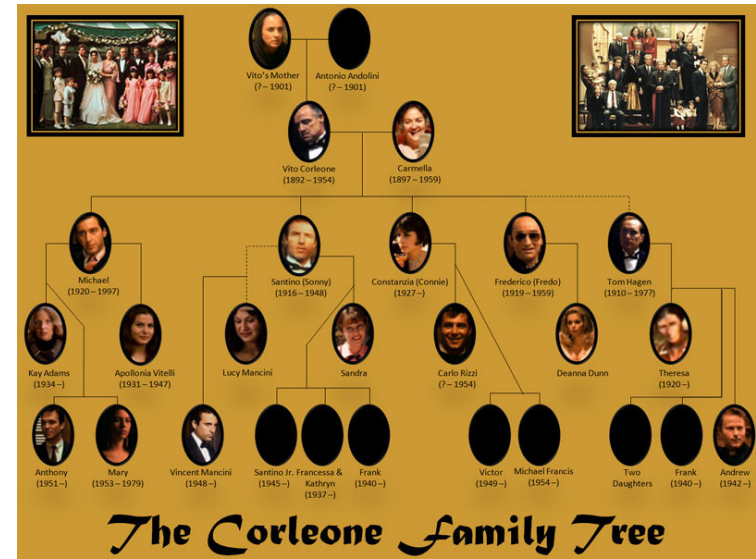 Vito's Mother
(? – 1901)
Antonio Andolini
(? – 1901)
Vito Corleone
(1892 – 1954)
Carmella
(1897 – 1959)
Michael
(1920 – 1997)
Santino (Sonny)
(1916 – 1948)
Constanzia (Connie)
(1927 – )
Frederico (Fredo)
(1919 – 1959)
Tom Hagen
(1910 – 197?)
Kay Adams
(1934 – )
Apollonia Vitelli
(1931 – 1947)
Lucy Mancini
Sandra
Carlo Rizzi
(? – 1954)
Deanna Dunn
Theresa
(1920 – )
Anthony
(1951 – )
Mary
(1953 – 1979)
Vincent Mancini
(1948 – )
Santino Jr.
(1945 – )
Francessa &
Kathryn
(1937 – )
Frank
(1940 – )
Victor
(1949 – )
Michael Francis
(1954 – )
Two
Daughters
Frank
(1940 – )
Andrew
(1942 – )
The Corleone Family Tree